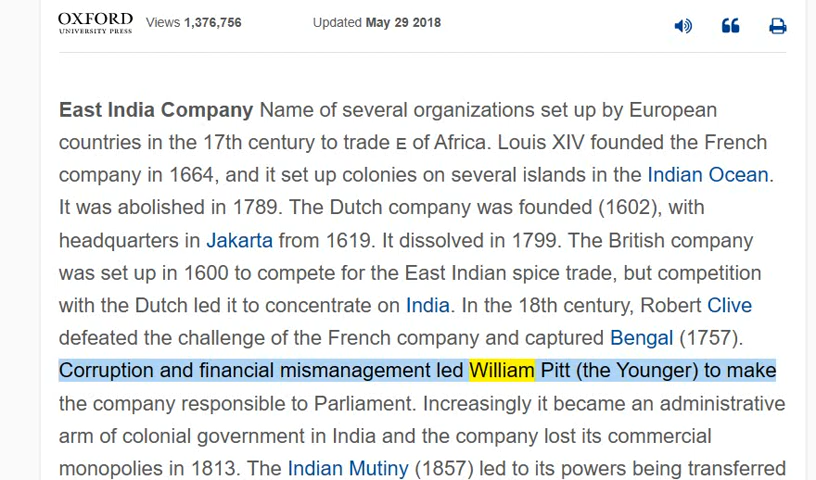 OXFORD
UNIVERSITY PRESS
Views 1,376,756
Updated May 29 2018
East India Company Name of several organizations set up by European
countries in the 17th century to trade E of Africa. Louis XIV founded the French
company in 1664, and it set up colonies on several islands in the Indian Ocean.
It was abolished in 1789. The Dutch company was founded (1602), with
headquarters in Jakarta from 1619. It dissolved in 1799. The British company
was set up in 1600 to compete for the East Indian spice trade, but competition
with the Dutch led it to concentrate on India. In the 18th century, Robert Clive
defeated the challenge of the French company and captured Bengal (1757).
Corruption and financial mismanagement led William Pitt (the Younger) to make
the company responsible to Parliament. Increasingly it became an administrative
arm of colonial government in India and the company lost its commercial
monopolies in 1813. The Indian Mutiny (1857) led to its powers being transferred